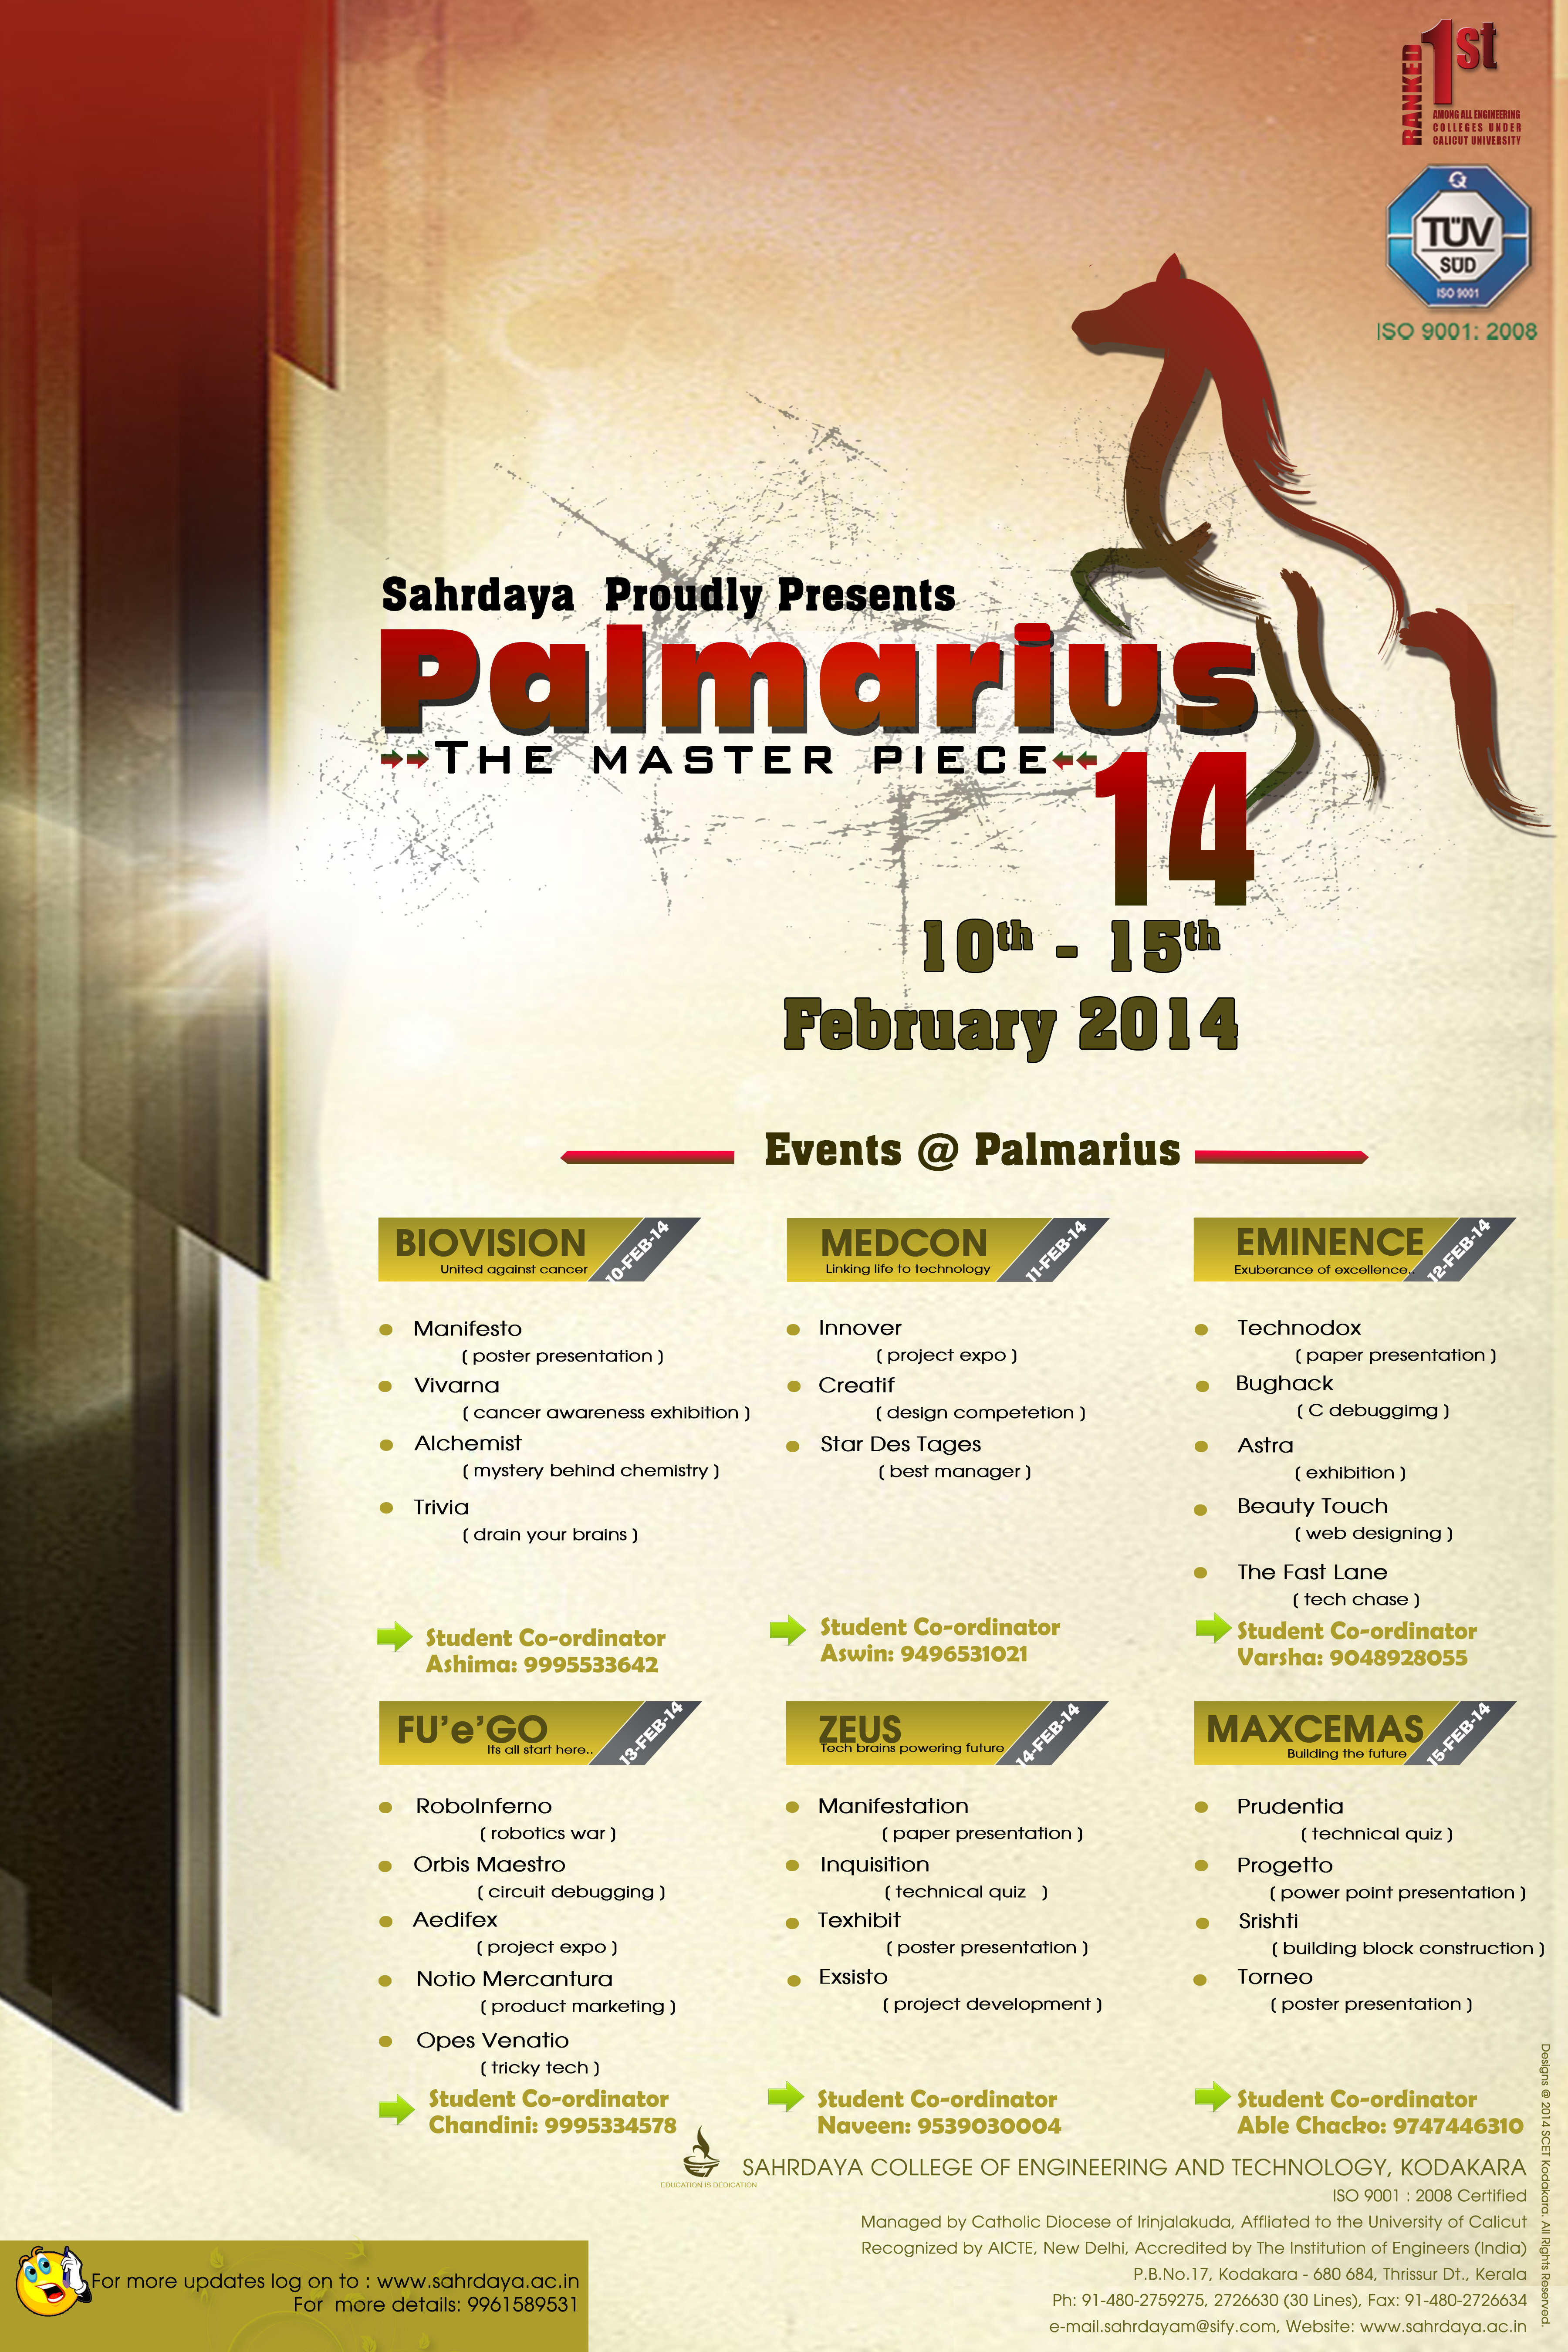 RANKED
1st
AMONG ALL ENGINEERING
COLLEGES UNDER
CALICUT UNIVERSITY
TÜV
SÜD
ISO 9001
ISO 9001: 2008
Sahrdaya Proudly Presents
Palmarius
THE MASTER PIECE
14
10th - 15th
February 2014
Events @ Palmarius
BIOVISION
United against cancer
10-FEB-14
Manifesto
( poster presentation )
Vivarna
( cancer awareness exhibition )
Alchemist
( mystery behind chemistry )
Trivia
( drain your brains )
Student Co-ordinator
Ashima: 9995533642
MEDCON
Linking life to technology
11-FEB-14
Innover
( project expo )
Creatif
( design competetion )
Star Des Tages
( best manager )
Student Co-ordinator
Aswin: 9496531021
EMINENCE
Exuberance of excellence..
12-FEB-14
Technodox
( paper presentation )
Bughack
( C debuggimg )
Astra
( exhibition )
Beauty Touch
( web designing )
The Fast Lane
( tech chase )
Student Co-ordinator
Varsha: 9048928055
FU'e'GO
Its all start here..
13-FEB-14
RoboInferno
( robotics war )
Orbis Maestro
( circuit debugging )
Aedifex
( project expo )
Notio Mercantura
( product marketing )
Opes Venatio
( tricky tech )
Student Co-ordinator
Chandini: 9995334578
ZEUS
Tech brains powering future
14-FEB-14
Manifestation
( paper presentation )
Inquisition
( technical quiz )
Texhibit
( poster presentation )
Exsisto
( project development )
Student Co-ordinator
Naveen: 9539030004
MAXCEMAS
Building the future
15-FEB-14
Prudentia
( technical quiz )
Progetto
( power point presentation )
Srishti
( building block construction )
Torneo
( poster presentation )
Student Co-ordinator
Able Chacko: 9747446310
EDUCATION IS DEDICATION
SAHRDAYA COLLEGE OF ENGINEERING AND TECHNOLOGY, KODAKARA
ISO 9001 : 2008 Certified
Managed by Catholic Diocese of Irinjalakuda, Affliated to the University of Calicut
Recognized by AICTE, New Delhi, Accredited by The Institution of Engineers (India)
P.B.No.17, Kodakara - 680 684, Thrissur Dt., Kerala
Ph: 91-480-2759275, 2726630 (30 Lines), Fax: 91-480-2726634
e-mail.sahrdayam@sify.com, Website: www.sahrdaya.ac.in
For more updates log on to : www.sahrdaya.ac.in
For more details: 9961589531
Designs @ 2014 SCET Kodakara. All Rights Reserved.